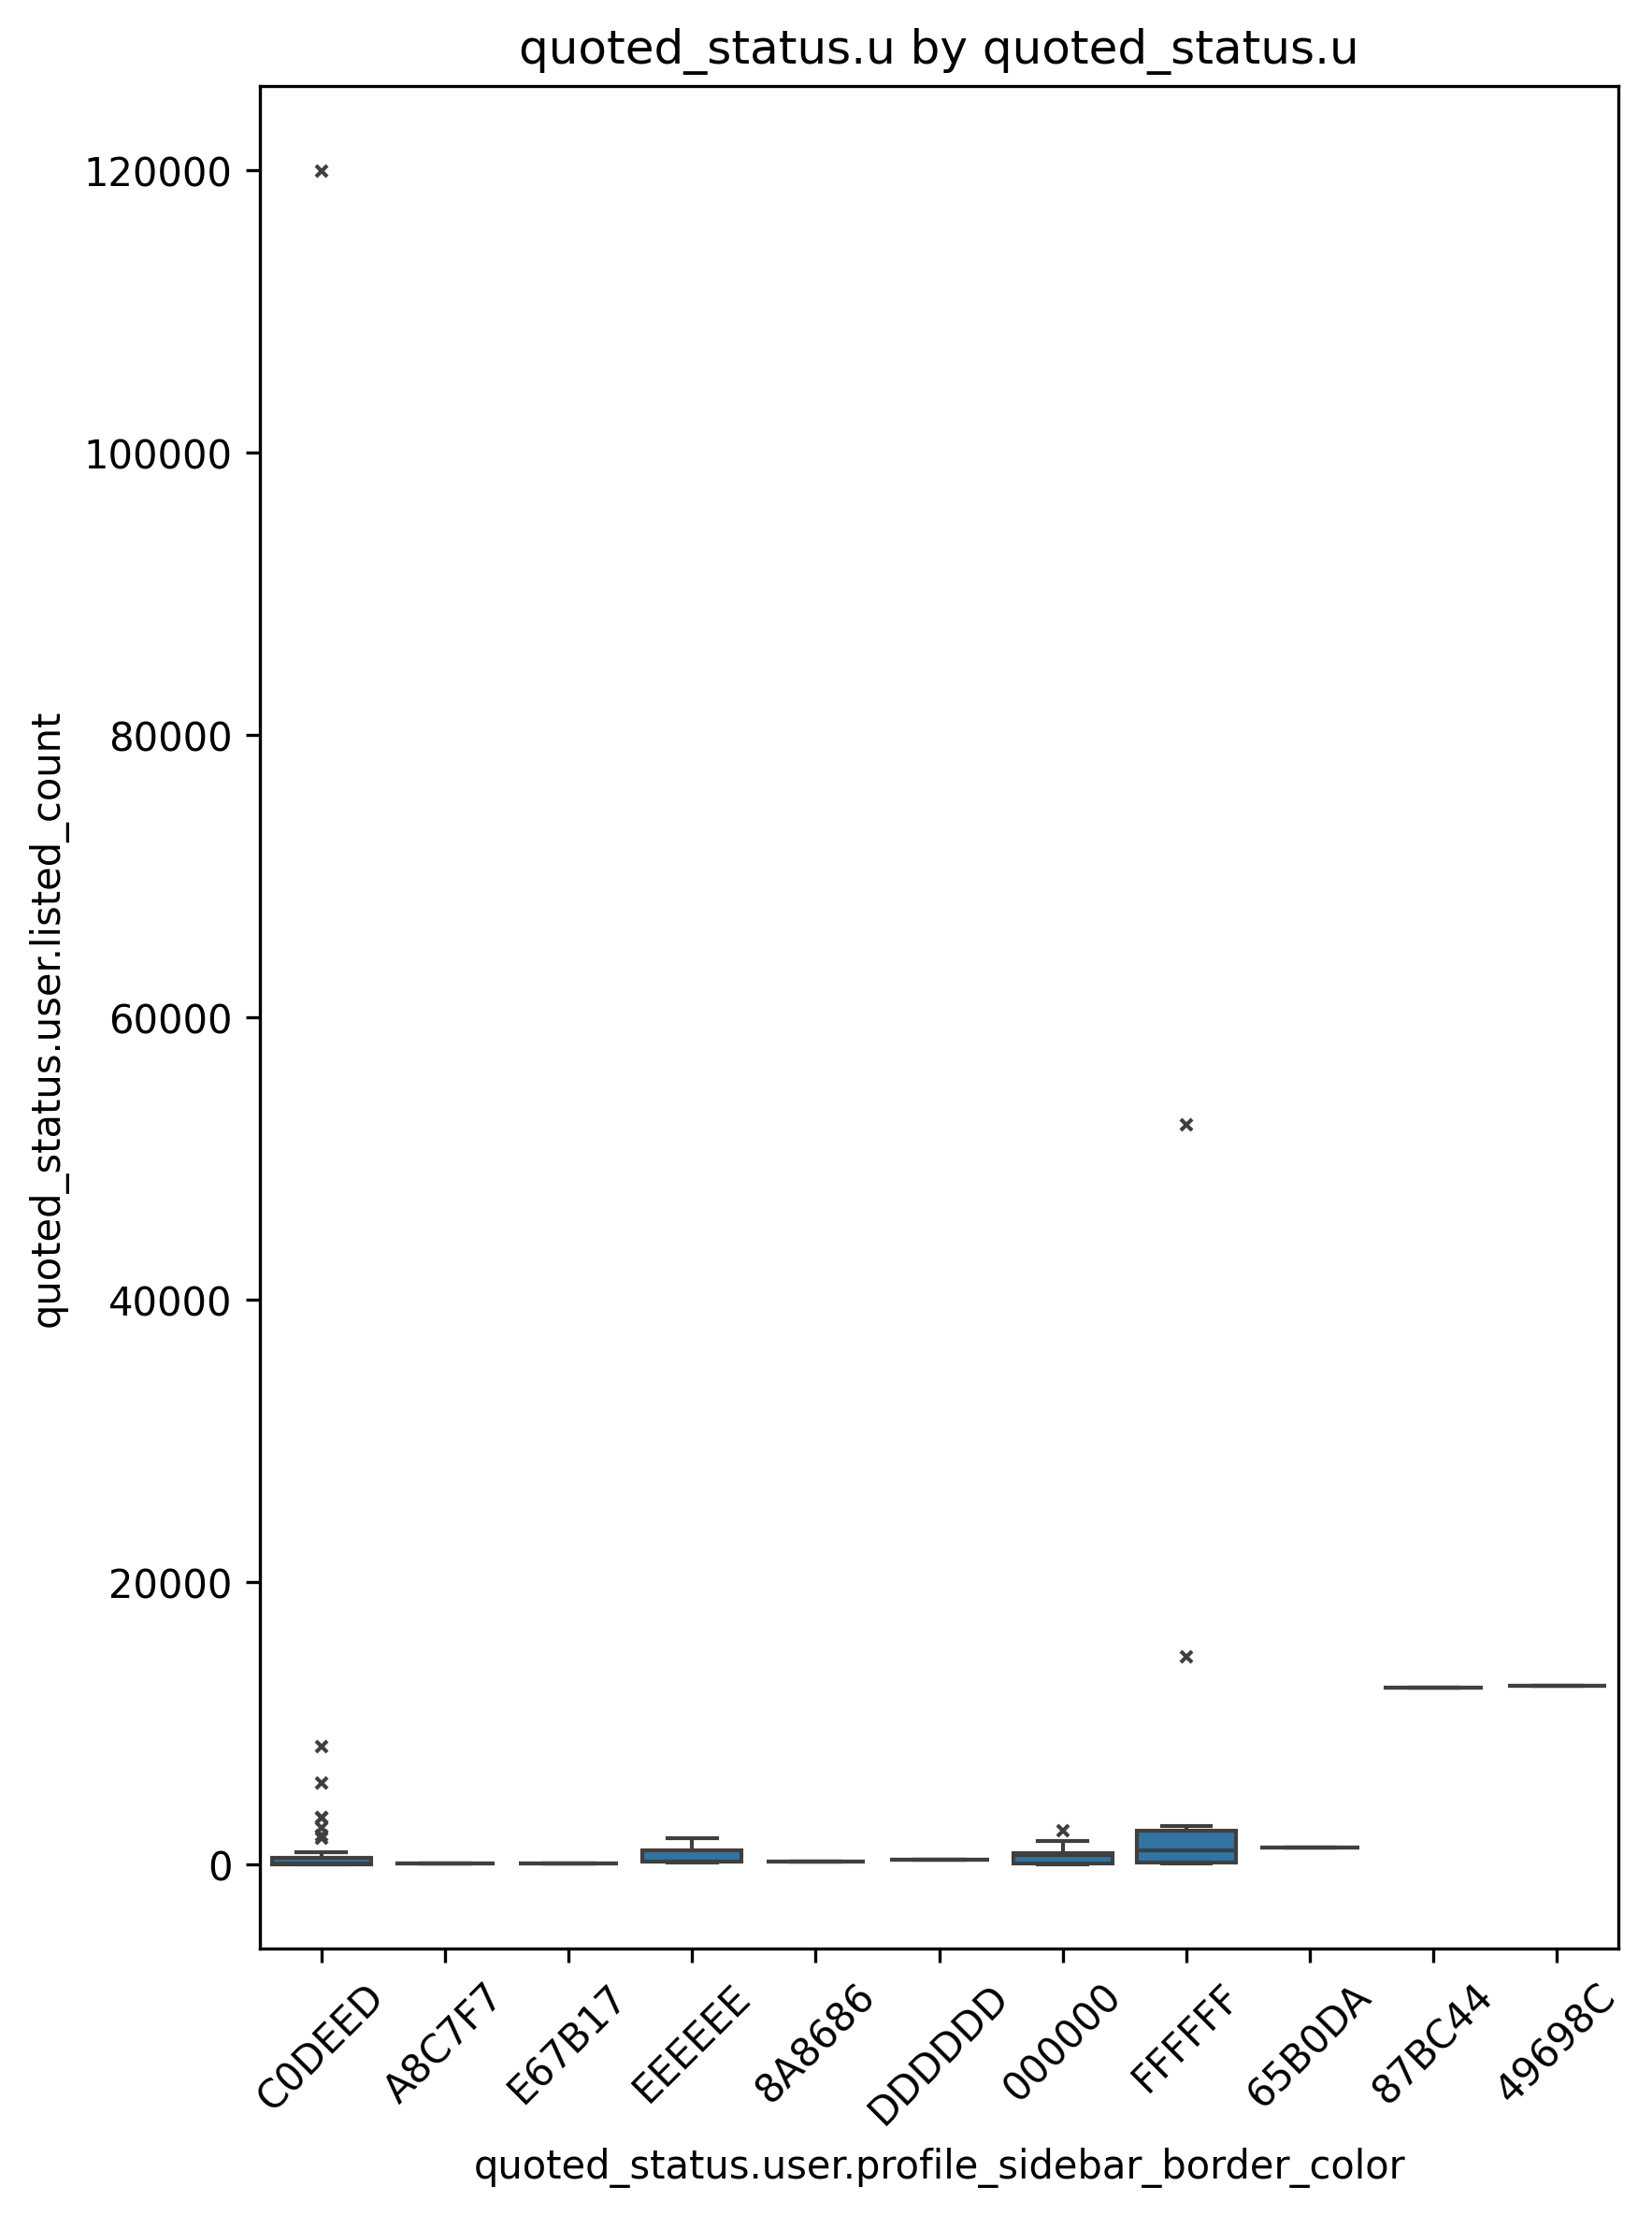 quoted_status.u by quoted_status.u
120000
100000
80000
60000
40000
20000
0
quoted_status.user.listed_count
C0DEED
A8C7F7
E67B17
EEEEEE
8A8686
DDDDDD
000000
FFFFFF
65B0DA
87BC44
49698C
quoted_status.user.profile_sidebar_border_color